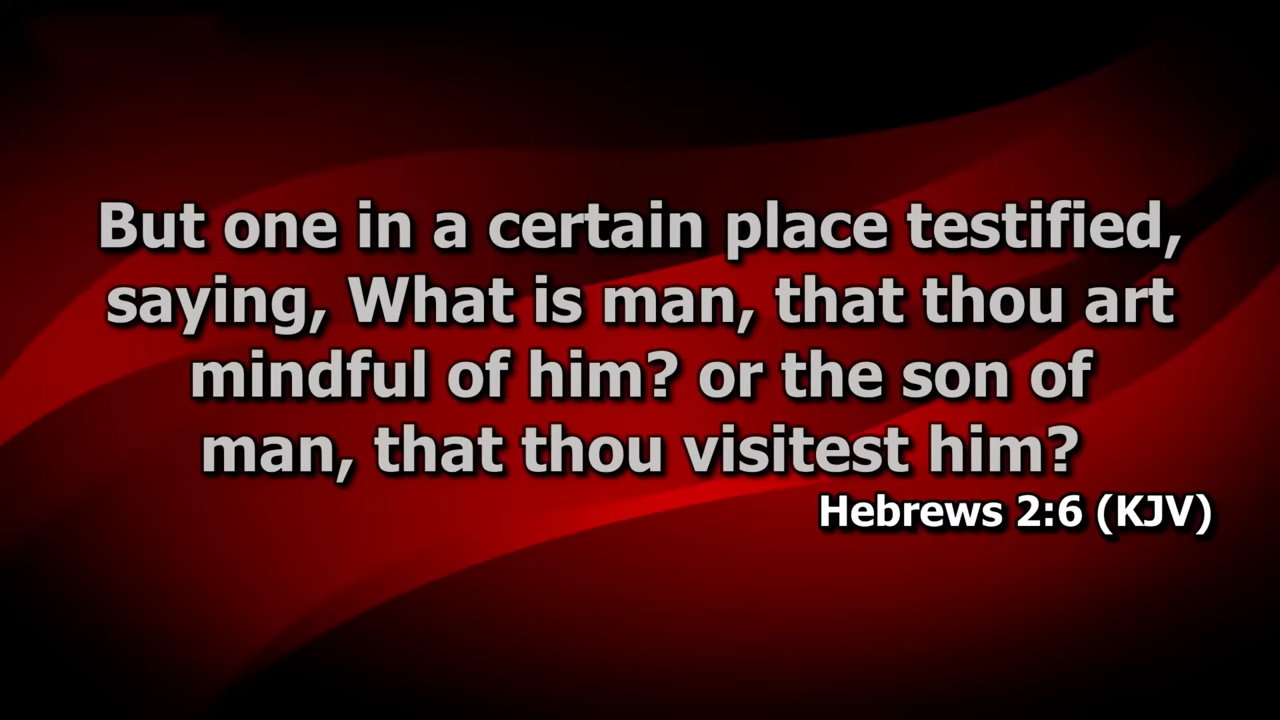 But one in a certain place testified,
saying, What is man, that thou art
mindful of him? or the son of
man, that thou visitest him?
Hebrews 2:6 (KJV)